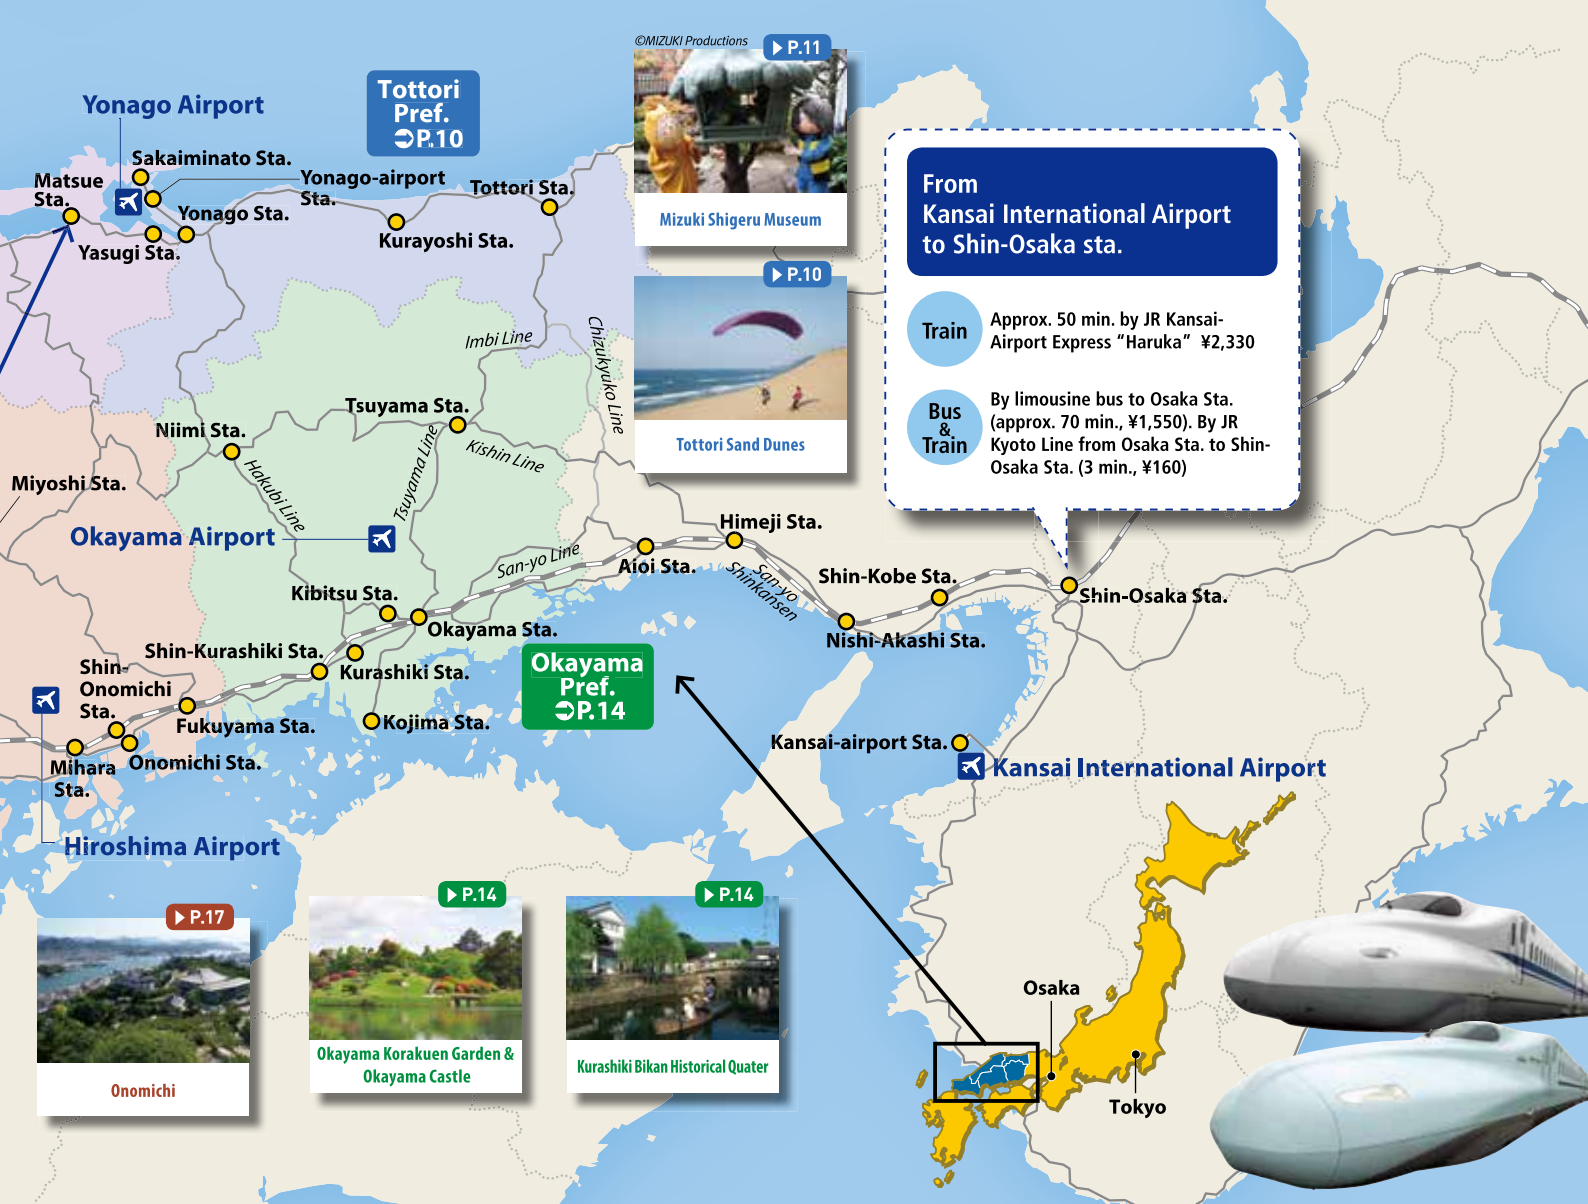 ©MIZUKI Productions
P.11
Mizuki Shigeru Museum
P.10
Tottori Sand Dunes
Tottori
Pref.
P.10
Yonago Airport
Sakaiminato Sta.
Matsue
Sta.
Yonago-airport
Sta.
Tottori Sta.
Yonago Sta.
Kurayoshi Sta.
Yasugi Sta.
From
Kansai International Airport
to Shin-Osaka sta.
Train
Approx. 50 min. by JR Kansai-
Airport Express “Haruka” ¥2,330
Bus
&
Train
By limousine bus to Osaka Sta.
(approx. 70 min., ¥1,550). By JR
Kyoto Line from Osaka Sta. to Shin-
Osaka Sta. (3 min., ¥160)
Imbi Line
Chizukyuko Line
Tsuyama Sta.
Niimi Sta.
Kishin Line
Tsuyama Line
Hakubi Line
Miyoshi Sta.
Okayama Airport
Himeji Sta.
San-yo Line
Aioi Sta.
San-yo
Shinkansen
Shin-Kobe Sta.
Shin-Osaka Sta.
Kibitsu Sta.
Okayama Sta.
Nishi-Akashi Sta.
Shin-Kurashiki Sta.
Kurashiki Sta.
Okayama
Pref.
P.14
Shin-
Onomichi
Sta.
Fukuyama Sta.
Kojima Sta.
Kansai-airport Sta.
Kansai International Airport
Mihara
Sta.
Onomichi Sta.
Hiroshima Airport
P.17
Onomichi
P.14
Okayama Korakuen Garden &
Okayama Castle
P.14
Kurashiki Bikan Historical Quater
Osaka
Tokyo